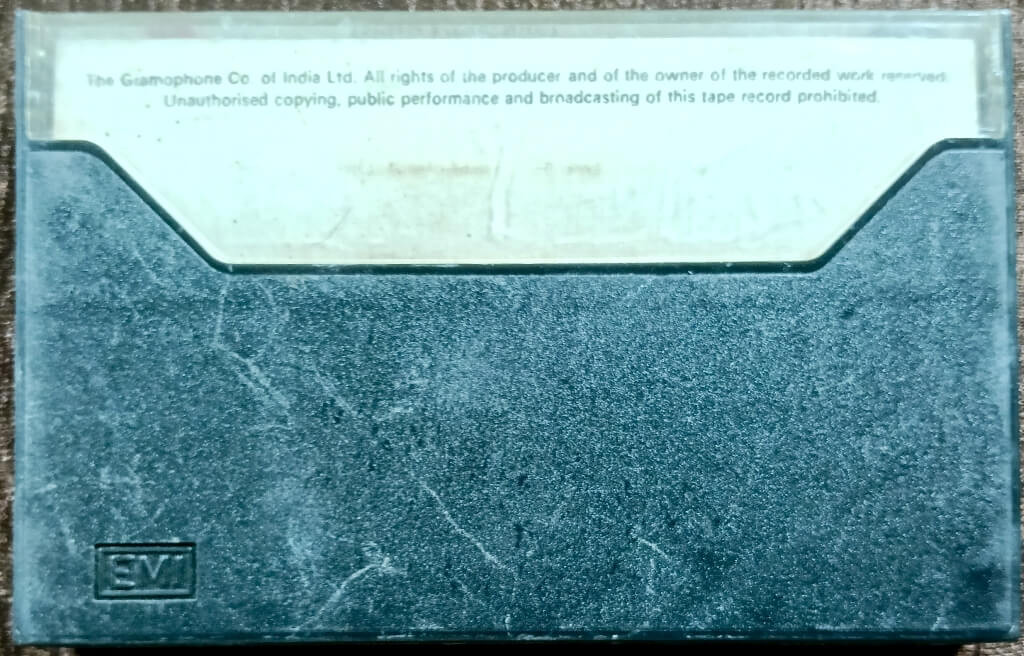 The Gramophone Co. of India Ltd. All rights of the producer and of the owner of the recorded work reserved.
Unauthorised copying, public performance and broadcasting of this tape record prohibited.
EMI